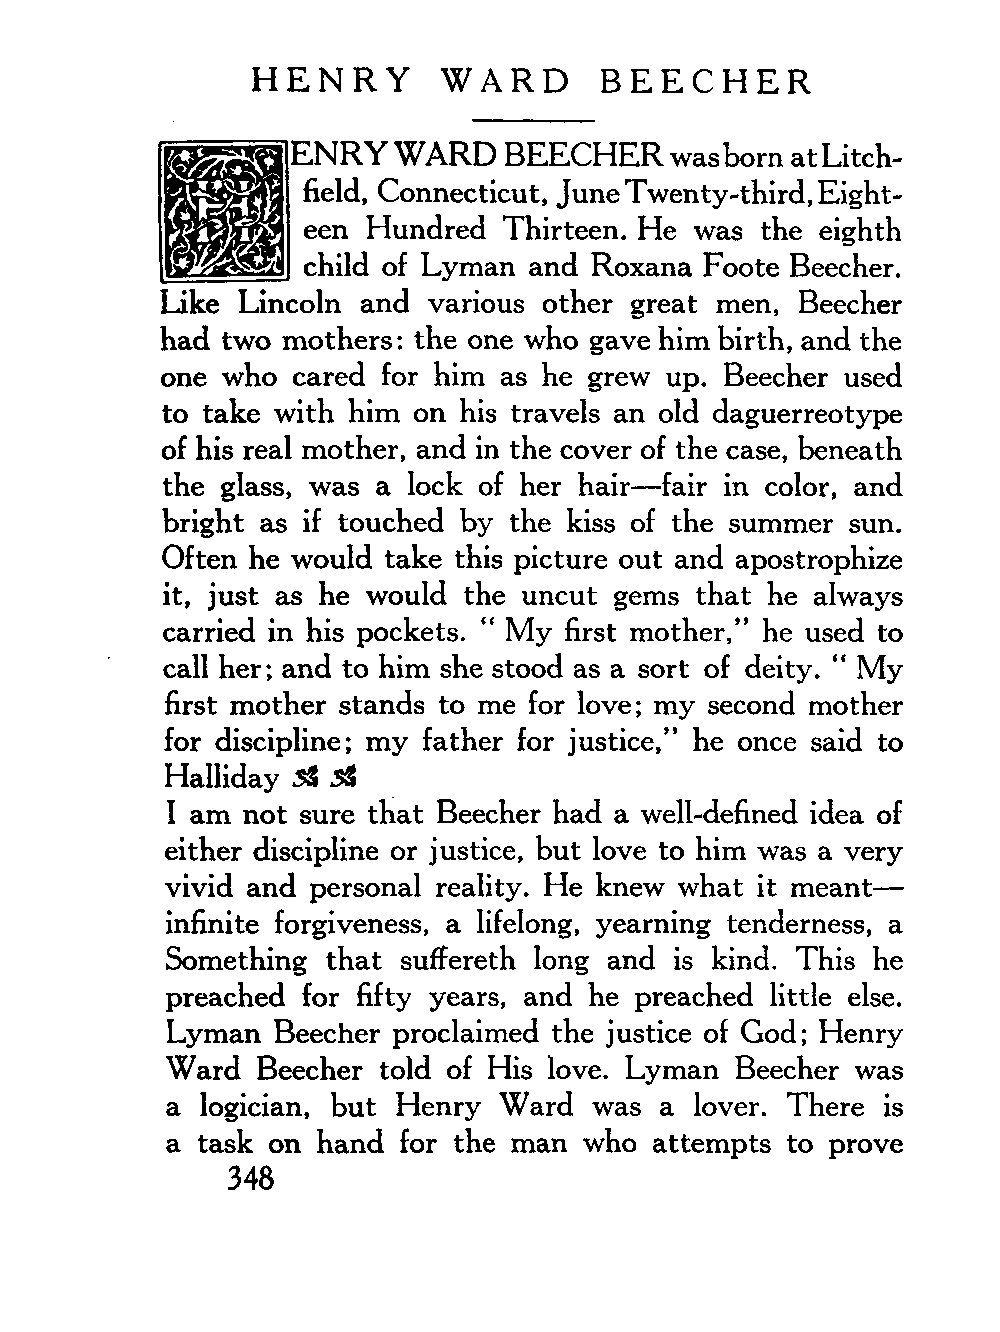 HENRY WARD BEECHER
HENRY WARD BEECHER was born at Litch-
field, Connecticut, June Twenty-third, Eight-
een Hundred Thirteen. He was the eighth
child of Lyman and Roxana Foote Beecher.
Like Lincoln and various other great men, Beecher
had two mothers: the one who gave him birth, and the
one who cared for him as he grew up. Beecher used
to take with him on his travels an old daguerreotype
of his real mother, and in the cover of the case, beneath
the glass, was a lock of her hair—fair in color, and
bright as if touched by the kiss of the summer sun.
Often he would take this picture out and apostrophize
it, just as he would the uncut gems that he always
carried in his pockets. “ My first mother,” he used to
call her; and to him she stood as a sort of deity. “ My
first mother stands to me for love; my second mother
for discipline; my father for justice,” he once said to
Halliday
I am not sure that Beecher had a well-defined idea of
either discipline or justice, but love to him was a very
vivid and personal reality. He knew what it meant—
infinite forgiveness, a lifelong, yearning tenderness, a
Something that suffereth long and is kind. This he
preached for fifty years, and he preached little else.
Lyman Beecher proclaimed the justice of God; Henry
Ward Beecher told of His love. Lyman Beecher was
a logician, but Henry Ward was a lover. There is
a task on hand for the man who attempts to prove
348